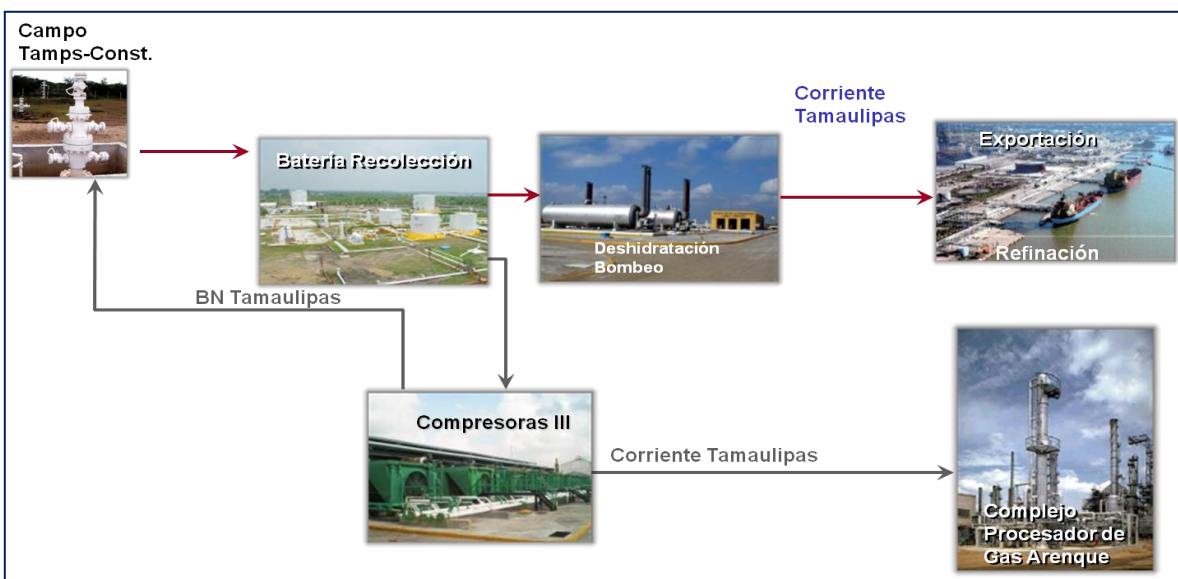 Campo
Tamps-Const.
Corriente
Tamaulipas
Batería Recolección
Exportación
Deshidratación
Bombeo
Refinación
BN Tamaulipas
Compresoras III
Corriente Tamaulipas
Complejo
Procesador de
Gas Arenque